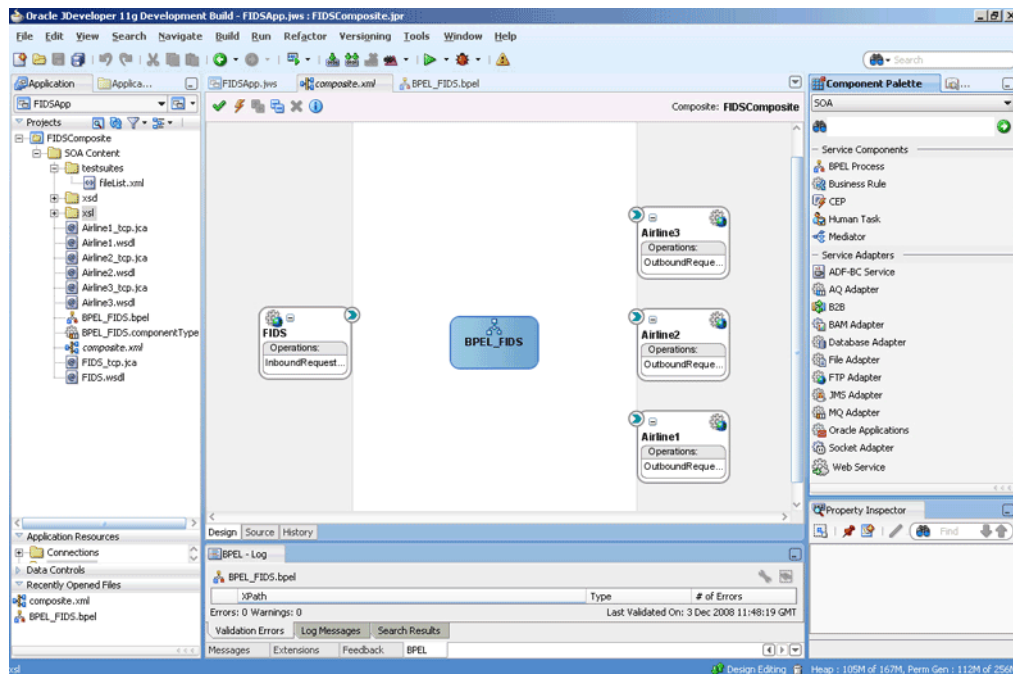 Oracle JDeveloper 11g Development Build - FIDSApp.jws : FIDSComposite.jpr
File Edit View Search Navigate Build Run Refactor Versigning Tools Window Help
Search
Application Applica...
FIDSApp
Projects
FIDSComposite
SOA Content
testsuites
fileList.xml
xsd
xsl
Airline1_tcp.jca
Airline1.wsdl
Airline2_tcp.jca
Airline2.wsdl
Airline3_tcp.jca
Airline3.wsdl
BPEL_FIDS.bpel
BPEL_FIDS.componentType
composite.xml
FIDS_tcp.jca
FIDS.wsdl
Application Resources
Connections
Data Controls
Recently Opened Files
composite.xml
BPEL_FIDS.bpel
FIDSApp.jws composite.xml BPEL_FIDS.bpel
Composite: FIDSComposite
FIDS
Operations:
InboundRequest...
BPEL_FIDS
Airline3
Operations:
OutboundReque...
Airline2
Operations:
OutboundReque...
Airline1
Operations:
OutboundReque...
Design Source History
BPEL - Log
BPEL_FIDS.bpel
XPath Type # of Errors
Errors: 0 Warnings: 0 Last Validated On: 3 Dec 2008 11:48:19 GMT
Validation Errors Log Messages Search Results
Messages Extensions Feedback BPEL
Component Palette
SOA
Service Components
BPEL Process
Business Rule
CEP
Human Task
Mediator
Service Adapters
ADF-BC Service
AQ Adapter
B2B
BAM Adapter
Database Adapter
File Adapter
FTP Adapter
JMS Adapter
MQ Adapter
Oracle Applications
Socket Adapter
Web Service
Property Inspector
Find
xsl
Design Editing Heap : 105M of 167M, Perm Gen : 112M of 256M